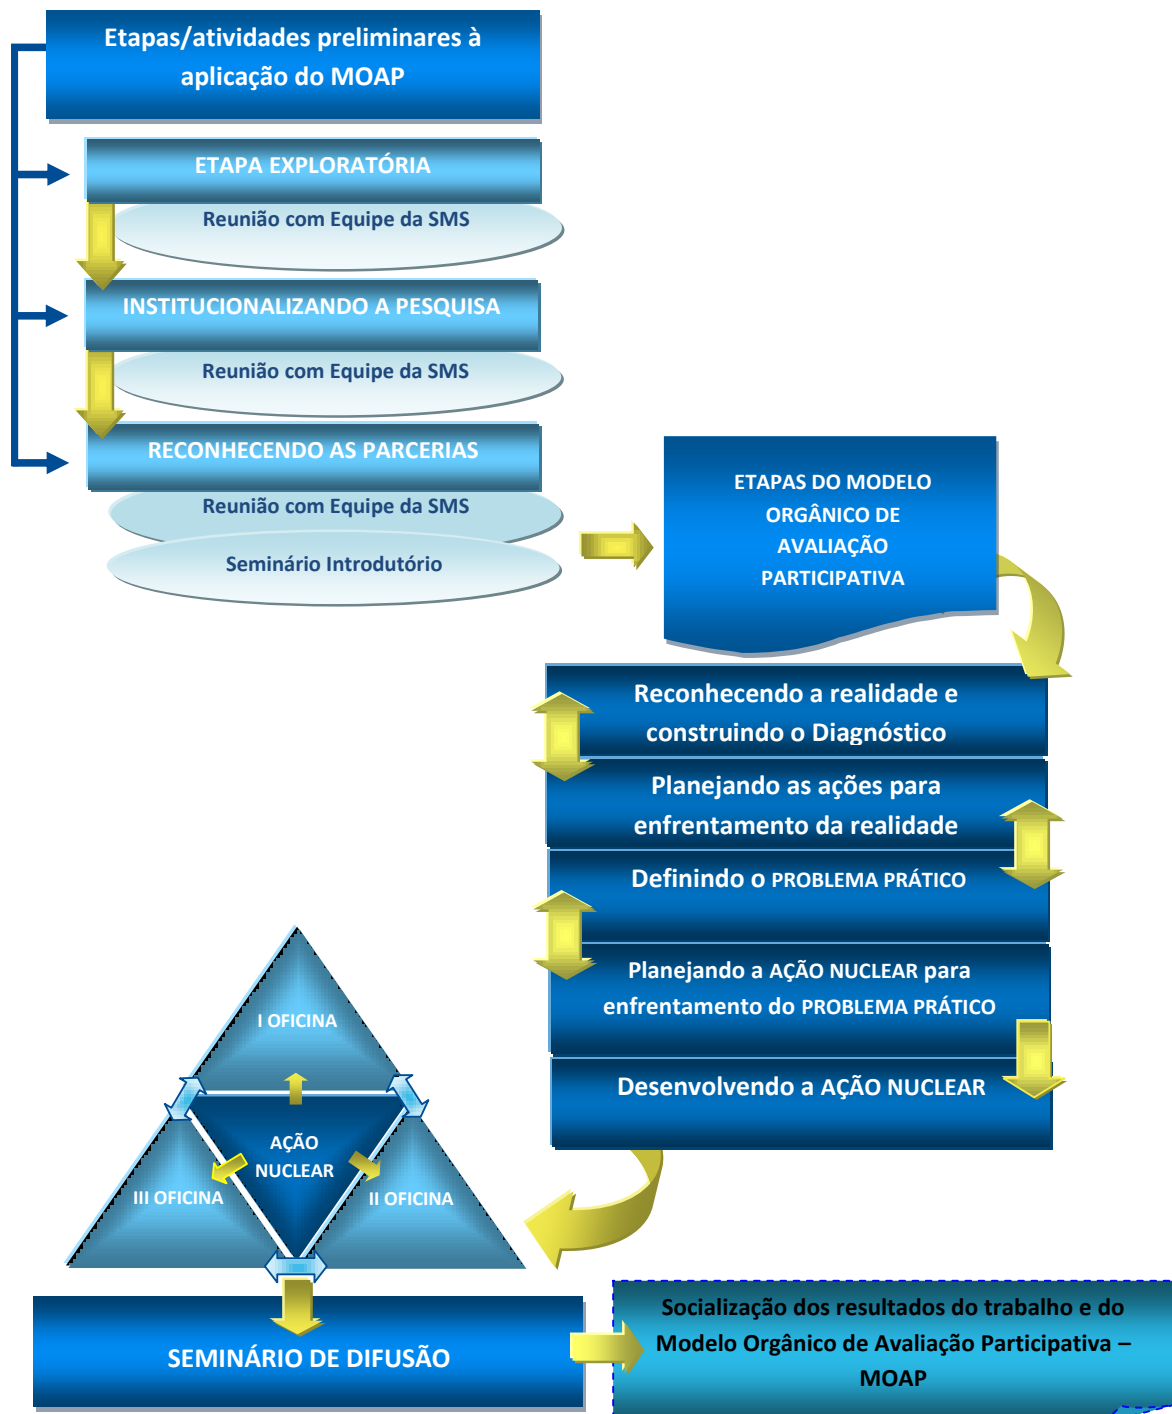 Etapas/atividades preliminares à
aplicação do MOAP
ETAPA EXPLORATÓRIA
Reunião com Equipe da SMS
INSTITUCIONALIZANDO A PESQUISA
Reunião com Equipe da SMS
RECONHECENDO AS PARCERIAS
Reunião com Equipe da SMS
Seminário Introdutório
ETAPAS DO MODELO
ORGÂNICO DE
AVALIAÇÃO
PARTICIPATIVA
Reconhecendo a realidade e
construindo o Diagnóstico
Planejando as ações para
enfrentamento da realidade
Definindo o PROBLEMA PRÁTICO
Planejando a AÇÃO NUCLEAR para
enfrentamento do PROBLEMA PRÁTICO
Desenvolvendo a AÇÃO NUCLEAR
I OFICINA
AÇÃO
NUCLEAR
III OFICINA
II OFICINA
SEMINÁRIO DE DIFUSÃO
Socialização dos resultados do trabalho e do
Modelo Orgânico de Avaliação Participativa –
MOAP